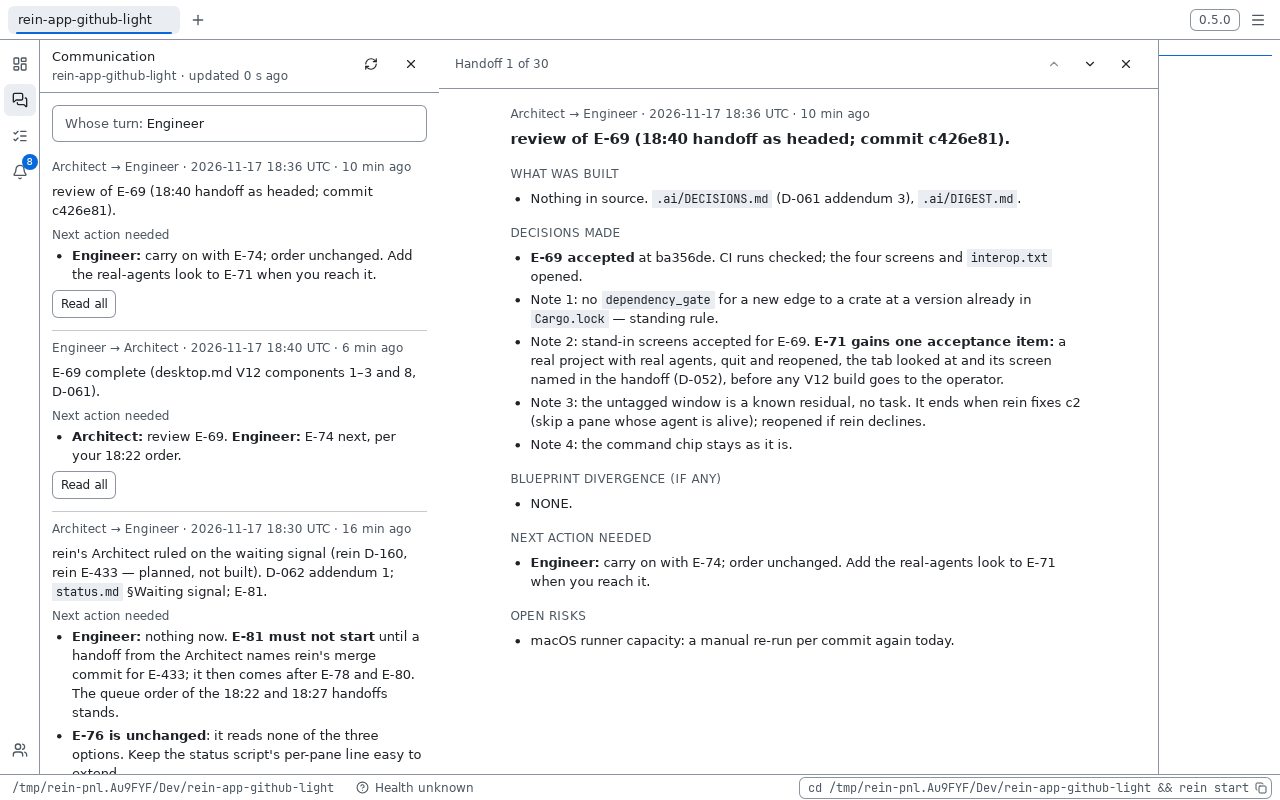 rein-app-github-light
0.5.0
Communication
rein-app-github-light · updated 0 s ago
8
Whose turn: Engineer
Architect → Engineer · 2026-11-17 18:36 UTC · 10 min ago
review of E-69 (18:40 handoff as headed; commit
c426e81).
Next action needed
• Engineer: carry on with E-74; order unchanged. Add
the real-agents look to E-71 when you reach it.
Read all
Engineer → Architect · 2026-11-17 18:40 UTC · 6 min ago
E-69 complete (desktop.md V12 components 1–3 and 8,
D-061).
Next action needed
• Architect: review E-69. Engineer: E-74 next, per
your 18:22 order.
Read all
Architect → Engineer · 2026-11-17 18:30 UTC · 16 min ago
rein's Architect ruled on the waiting signal (rein D-160,
rein E-433 — planned, not built). D-062 addendum 1;
status.md §Waiting signal; E-81.
Next action needed
• Engineer: nothing now. E-81 must not start until a
handoff from the Architect names rein's merge
commit for E-433; it then comes after E-78 and E-80.
The queue order of the 18:22 and 18:27 handoffs
stands.
• E-76 is unchanged: it reads none of the three
options. Keep the status script's per-pane line easy to
extend.
Handoff 1 of 30
Architect → Engineer · 2026-11-17 18:36 UTC · 10 min ago
review of E-69 (18:40 handoff as headed; commit c426e81).
WHAT WAS BUILT
• Nothing in source. .ai/DECISIONS.md (D-061 addendum 3), .ai/DIGEST.md.
DECISIONS MADE
• E-69 accepted at ba356de. CI runs checked; the four screens and interop.txt
opened.
• Note 1: no dependency_gate for a new edge to a crate at a version already in
Cargo.lock — standing rule.
• Note 2: stand-in screens accepted for E-69. E-71 gains one acceptance item: a
real project with real agents, quit and reopened, the tab looked at and its screen
named in the handoff (D-052), before any V12 build goes to the operator.
• Note 3: the untagged window is a known residual, no task. It ends when rein fixes c2
(skip a pane whose agent is alive); reopened if rein declines.
• Note 4: the command chip stays as it is.
BLUEPRINT DIVERGENCE (IF ANY)
• NONE.
NEXT ACTION NEEDED
• Engineer: carry on with E-74; order unchanged. Add the real-agents look to E-71
when you reach it.
OPEN RISKS
• macOS runner capacity: a manual re-run per commit again today.
/tmp/rein-pnl.Au9FYF/Dev/rein-app-github-light
Health unknown
cd /tmp/rein-pnl.Au9FYF/Dev/rein-app-github-light && rein start